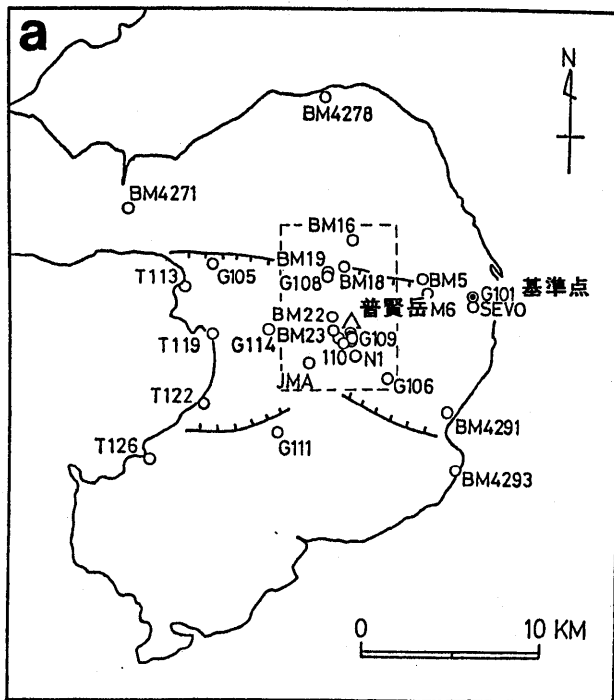 a
N
BM4278
BM4271
BM16
BM19
G108
BM18
BM5
G101
基準点
SEVO
M6
普賢岳
T113
G105
BM22
BM23
T119
G114
G109
110
N1
JMA
G106
T122
BM4291
T126
G111
BM4293
0
10 KM